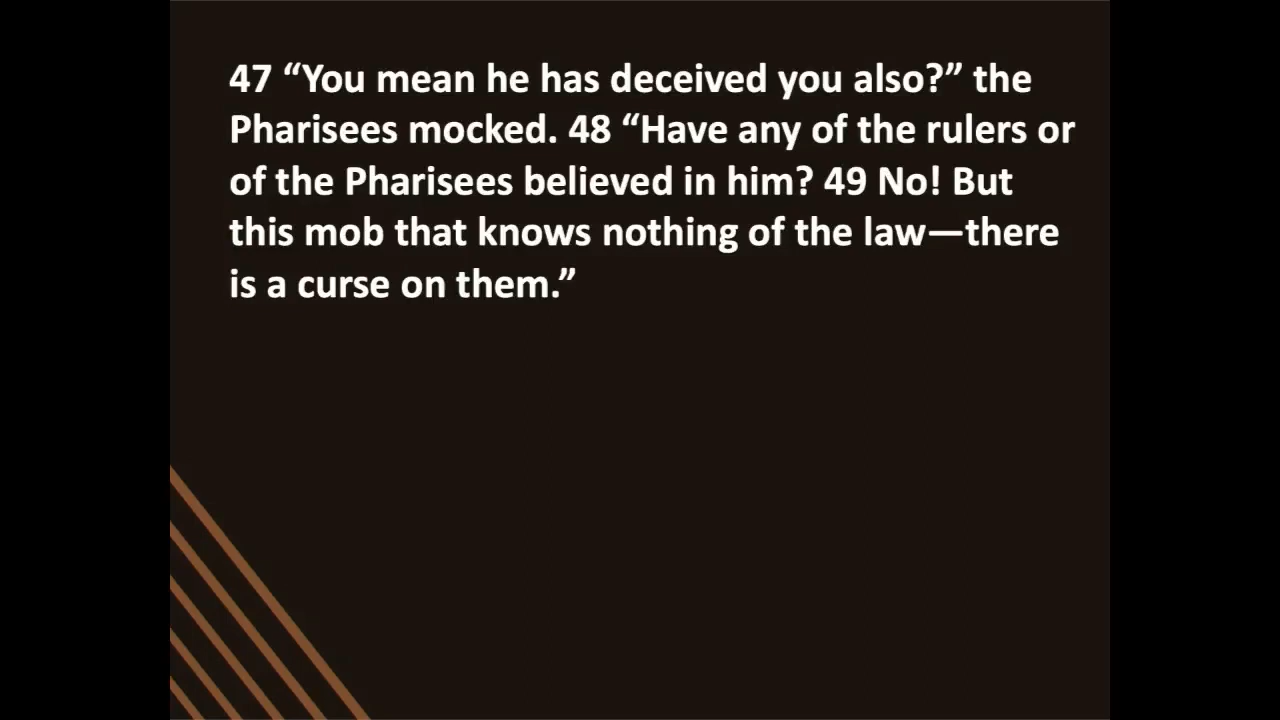 47 “You mean he has deceived you also?” the
Pharisees mocked. 48 “Have any of the rulers or
of the Pharisees believed in him? 49 No! But
this mob that knows nothing of the law—there
is a curse on them.”